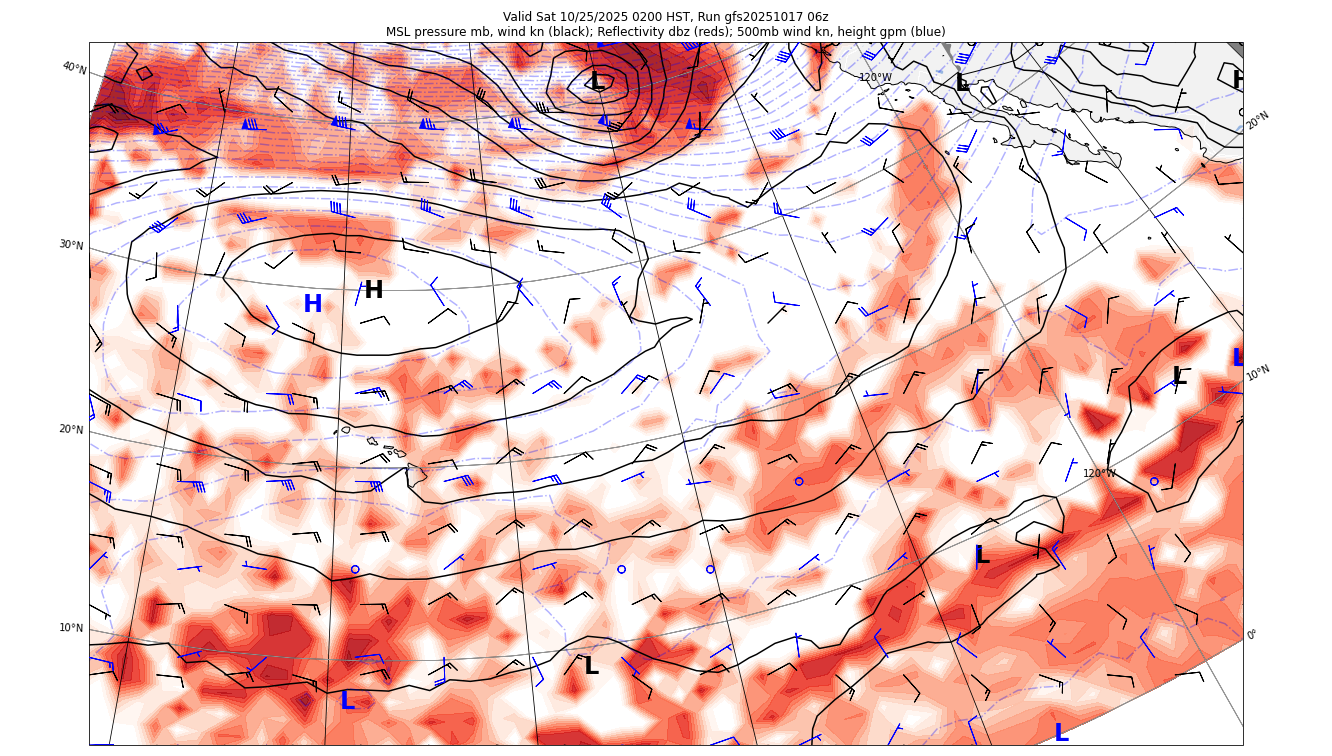 Valid Sat 10/25/2025 0200 HST, Run gfs20251017 06z
MSL pressure mb, wind kn (black); Reflectivity dbz (reds); 500mb wind kn, height gpm (blue)
40°N
L
120°W
L
H
20°N
30°N
H
H
L
L
10°N
20°N
120°W
L
10°N
L
0°
L
L